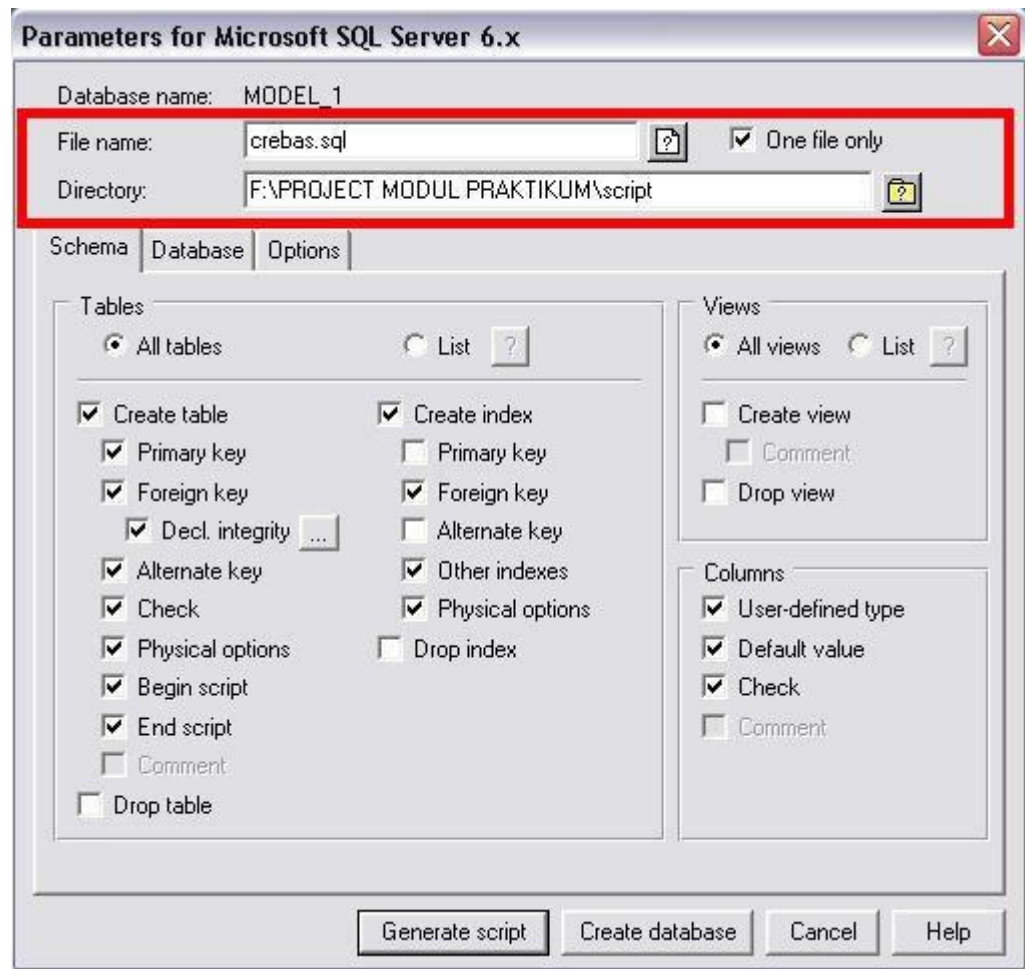 Parameters for Microsoft SQL Server 6.x
Database name: MODEL_1
File name: crebas.sql ? One file only
Directory: F:\PROJECT MODUL PRAKTIKUM\script ?
Schema Database Options
Tables
All tables List ?
Create table Create index
Primary key Primary key
Foreign key Foreign key
Decl. integrity ... Alternate key
Alternate key Other indexes
Check Physical options
Physical options Drop index
Begin script
End script
Comment
Drop table
Views
All views List ?
Create view
Comment
Drop view
Columns
User-defined type
Default value
Check
Comment
Generate script Create database Cancel Help